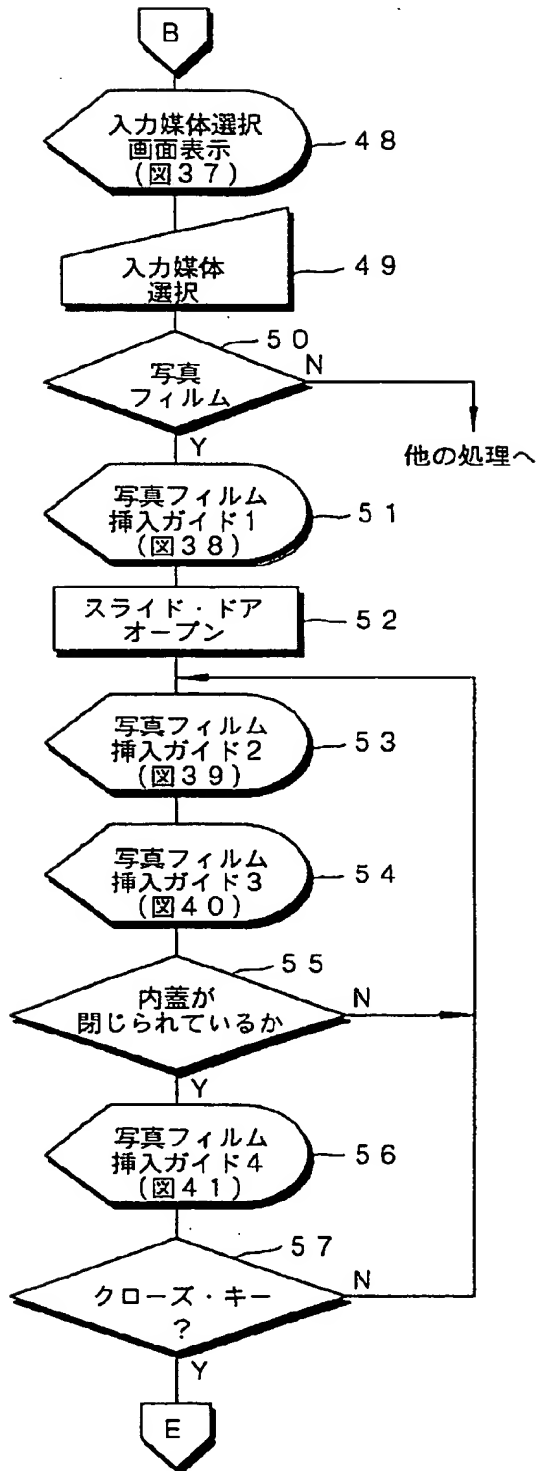 B
入力媒体選択
画面表示
(図37)
48
入力媒体
選択
49
50
写真
フィルム
N
Y
他の処理へ
写真フィルム
挿入ガイド1
(図38)
51
スライド・ドア
オープン
52
写真フィルム
挿入ガイド2
(図39)
53
写真フィルム
挿入ガイド3
(図40)
54
55
内蓋が
閉じられているか
N
Y
写真フィルム
挿入ガイド4
(図41)
56
57
クローズ・キー
?
N
Y
E